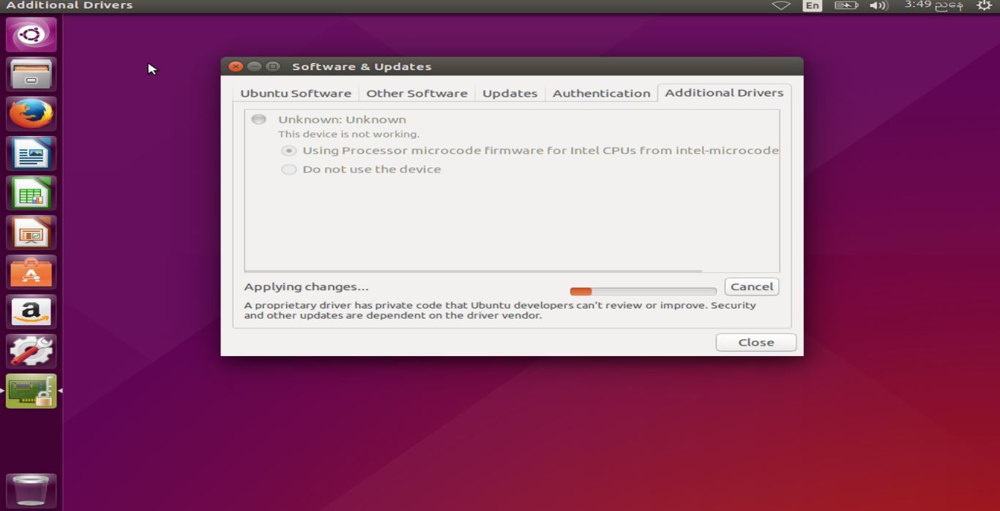 Additional Drivers
En
3:49 ညနေ
Software & Updates
Ubuntu Software
Other Software
Updates
Authentication
Additional Drivers
Unknown: Unknown
This device is not working.
Using Processor microcode firmware for Intel CPUs from intel-microcode
Do not use the device
Applying changes...
Cancel
A proprietary driver has private code that Ubuntu developers can't review or improve. Security
and other updates are dependent on the driver vendor.
Close
a